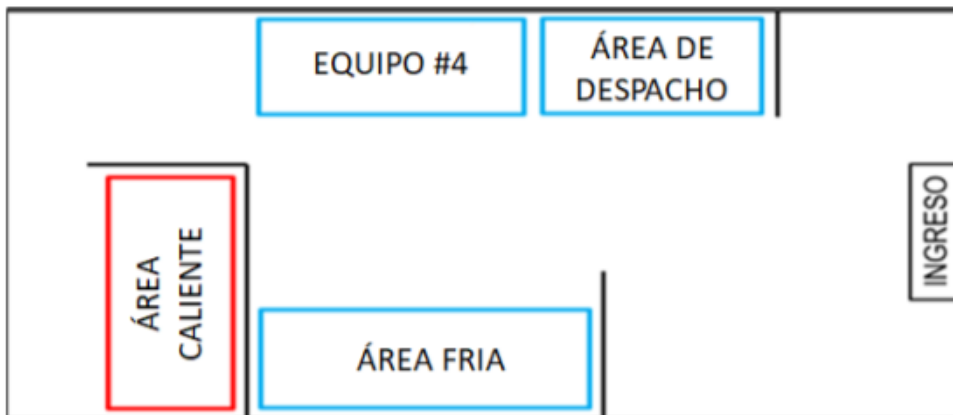 EQUIPO #4
ÁREA DE
DESPACHO
INGRESO
ÁREA
CALIENTE
ÁREA FRIA